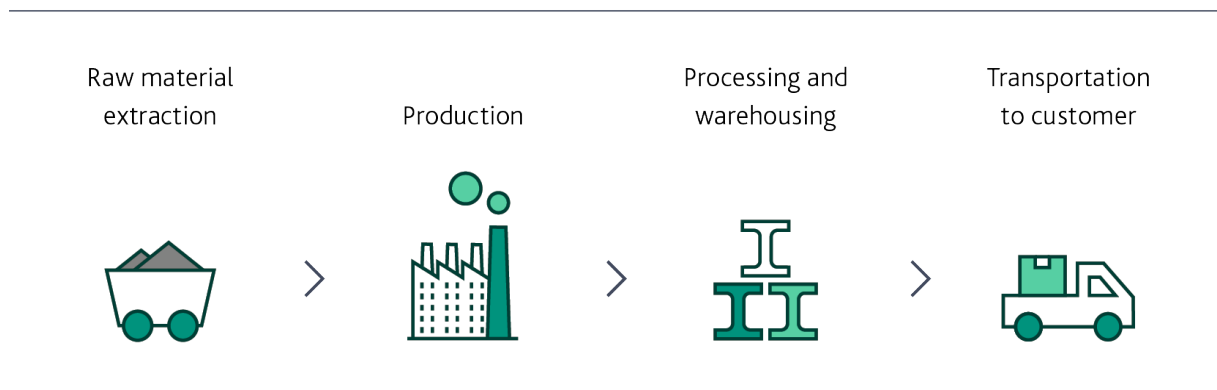 Raw material
extraction
Production
Processing and
warehousing
Transportation
to customer